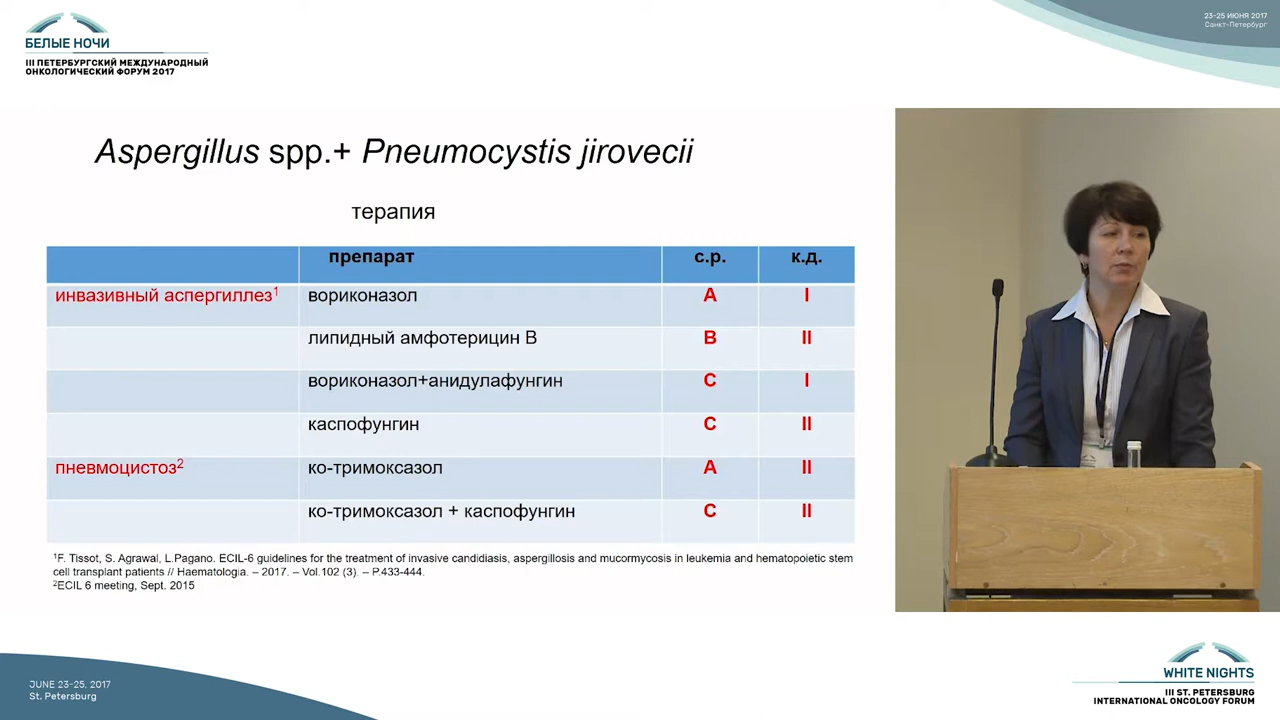 БЕЛЫЕ НОЧИ
III ПЕТЕРБУРГСКИЙ МЕЖДУНАРОДНЫЙ
ОНКОЛОГИЧЕСКИЙ ФОРУМ 2017
23-25 ИЮНЯ 2017
Санкт-Петербург
Aspergillus spp.+ Pneumocystis jirovecii
терапия
препарат с.р. к.д.
инвазивный аспергиллез¹ вориконазол A I
липидный амфотерицин В B II
вориконазол+анидулафунгин C I
каспофунгин C II
пневмоцистоз² ко-тримоксазол A II
ко-тримоксазол + каспофунгин C II
¹F. Tissot, S. Agrawal, L.Pagano. ECIL-6 guidelines for the treatment of invasive candidiasis, aspergillosis and mucormycosis in leukemia and hematopoietic stem
cell transplant patients // Haematologia. – 2017. – Vol.102 (3). – P.433-444.
²ECIL 6 meeting, Sept. 2015
JUNE 23-25, 2017
St. Petersburg
WHITE NIGHTS
III ST. PETERSBURG
INTERNATIONAL ONCOLOGY FORUM